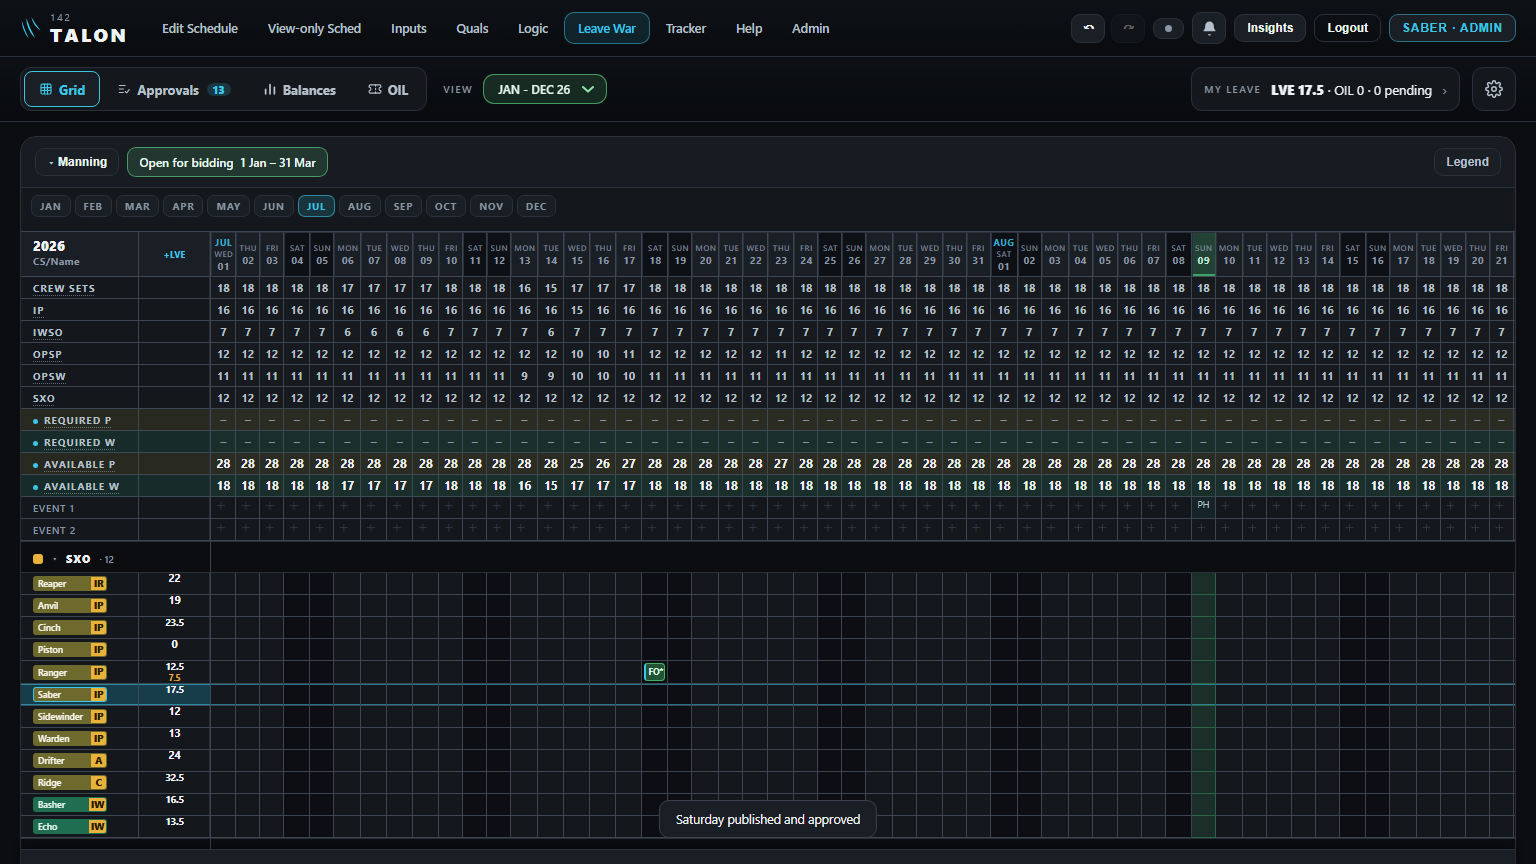 142
TALON
Edit Schedule View-only Sched Inputs Quals Logic Leave War Tracker Help Admin
Insights Logout SABER · ADMIN
Grid Approvals 13 Balances OIL VIEW JAN - DEC 26
MY LEAVE LVE 17.5 · OIL 0 · 0 pending ›
Manning Open for bidding 1 Jan – 31 Mar Legend
JAN FEB MAR APR MAY JUN JUL AUG SEP OCT NOV DEC
2026
CS/Name
+LVE
JUL AUG
WED THU FRI SAT SUN MON TUE WED THU FRI SAT SUN MON TUE WED THU FRI SAT SUN MON TUE WED THU FRI SAT SUN MON TUE WED THU FRI SAT SUN MON TUE WED THU FRI SAT SUN MON TUE WED THU FRI SAT SUN MON TUE WED THU FRI
01 02 03 04 05 06 07 08 09 10 11 12 13 14 15 16 17 18 19 20 21 22 23 24 25 26 27 28 29 30 31 01 02 03 04 05 06 07 08 09 10 11 12 13 14 15 16 17 18 19 20 21
CREW SETS 18 18 18 18 18 17 17 17 17 18 18 18 16 15 17 17 17 18 18 18 18 18 18 18 18 18 18 18 18 18 18 18 18 18 18 18 18 18 18 18 18 18 18 18 18 18 18 18 18 18 18 18
IP 16 16 16 16 16 16 16 16 16 16 16 16 16 16 15 16 16 16 16 16 16 16 16 16 16 16 16 16 16 16 16 16 16 16 16 16 16 16 16 16 16 16 16 16 16 16 16 16 16 16 16 16
IWSO 7 7 7 7 7 6 6 6 6 7 7 7 7 6 7 7 7 7 7 7 7 7 7 7 7 7 7 7 7 7 7 7 7 7 7 7 7 7 7 7 7 7 7 7 7 7 7 7 7 7 7 7
OPSP 12 12 12 12 12 12 12 12 12 12 12 12 12 12 10 10 11 12 12 12 12 12 11 12 12 12 12 12 12 12 12 12 12 12 12 12 12 12 12 12 12 12 12 12 12 12 12 12 12 12 12 12
OPSW 11 11 11 11 11 11 11 11 11 11 11 11 9 9 10 10 10 11 11 11 11 11 11 11 11 11 11 11 11 11 11 11 11 11 11 11 11 11 11 11 11 11 11 11 11 11 11 11 11 11 11 11
SXO 12 12 12 12 12 12 12 12 12 12 12 12 12 12 12 12 12 12 12 12 12 12 12 12 12 12 12 12 12 12 12 12 12 12 12 12 12 12 12 12 12 12 12 12 12 12 12 12 12 12 12 12
REQUIRED P – – – – – – – – – – – – – – – – – – – – – – – – – – – – – – – – – – – – – – – – – – – – – – – – – – – –
REQUIRED W – – – – – – – – – – – – – – – – – – – – – – – – – – – – – – – – – – – – – – – – – – – – – – – – – – – –
AVAILABLE P 28 28 28 28 28 28 28 28 28 28 28 28 28 28 25 26 27 28 28 28 28 28 27 28 28 28 28 28 28 28 28 28 28 28 28 28 28 28 28 28 28 28 28 28 28 28 28 28 28 28 28 28
AVAILABLE W 18 18 18 18 18 17 17 17 17 18 18 18 16 15 17 17 17 18 18 18 18 18 18 18 18 18 18 18 18 18 18 18 18 18 18 18 18 18 18 18 18 18 18 18 18 18 18 18 18 18 18 18
EVENT 1 + + + + + + + + + + + + + + + + + + + + + + + + + + + + + + + + + + + + + + + PH + + + + + + + + + + + +
EVENT 2 + + + + + + + + + + + + + + + + + + + + + + + + + + + + + + + + + + + + + + + + + + + + + + + + + + + +
SXO · 12
Reaper IR 22
Anvil IP 19
Cinch IP 23.5
Piston IP 0
Ranger IP 12.5 FO*
7.5
Saber IP 17.5
Sidewinder IP 12
Warden IP 13
Drifter A 24
Ridge C 32.5
Basher IW 16.5
Echo IW 13.5
Saturday published and approved